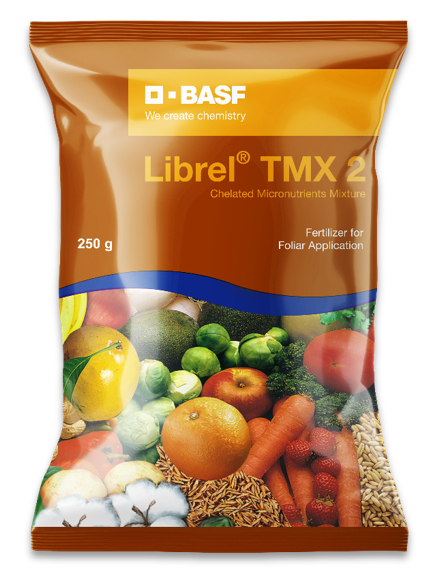 BASF
We create chemistry
Librel® TMX 2
Chelated Micronutrients Mixture
250 g
Fertilizer for
Foliar Application